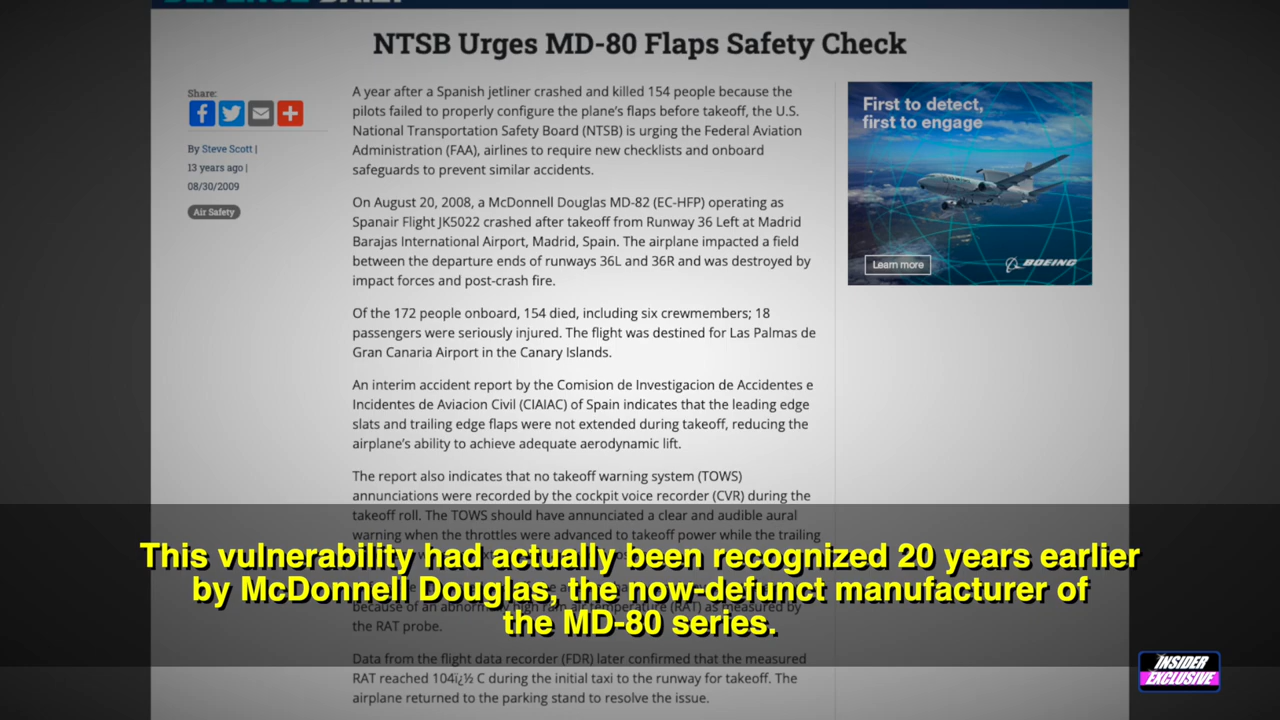 NTSB Urges MD-80 Flaps Safety Check
Share:
By Steve Scott |
13 years ago |
08/30/2009
Air Safety
A year after a Spanish jetliner crashed and killed 154 people because the
pilots failed to properly configure the plane's flaps before takeoff, the U.S.
National Transportation Safety Board (NTSB) is urging the Federal Aviation
Administration (FAA), airlines to require new checklists and onboard
safeguards to prevent similar accidents.
On August 20, 2008, a McDonnell Douglas MD-82 (EC-HFP) operating as
Spanair Flight JK5022 crashed after takeoff from Runway 36 Left at Madrid
Barajas International Airport, Madrid, Spain. The airplane impacted a field
between the departure ends of runways 36L and 36R and was destroyed by
impact forces and post-crash fire.
Of the 172 people onboard, 154 died, including six crewmembers; 18
passengers were seriously injured. The flight was destined for Las Palmas de
Gran Canaria Airport in the Canary Islands.
An interim accident report by the Comision de Investigacion de Accidentes e
Incidentes de Aviacion Civil (CIAIAC) of Spain indicates that the leading edge
slats and trailing edge flaps were not extended during takeoff, reducing the
airplane's ability to achieve adequate aerodynamic lift.
The report also indicates that no takeoff warning system (TOWS)
annunciations were recorded by the cockpit voice recorder (CVR) during the
takeoff roll. The TOWS should have annunciated a clear and audible aural
warning when the throttles were advanced to takeoff power while the trailing
because of an abnormally high ram air temperature (RAT) as measured by
the RAT probe.
Data from the flight data recorder (FDR) later confirmed that the measured
RAT reached 104ï¿½ C during the initial taxi to the runway for takeoff. The
airplane returned to the parking stand to resolve the issue.
First to detect,
first to engage
Learn more
BOEING
This vulnerability had actually been recognized 20 years earlier
by McDonnell Douglas, the now-defunct manufacturer of
the MD-80 series.
INSIDER
EXCLUSIVE